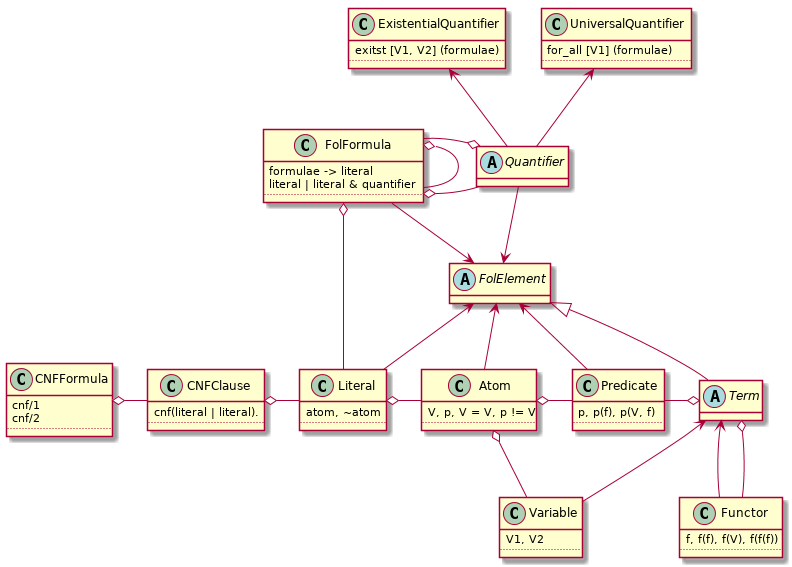 C ExistentialQuantifier
exitst [V1, V2] (formulae)
C UniversalQuantifier
for_all [V1] (formulae)
C FolFormula
formulae -> literal
literal | literal & quantifier
A Quantifier
A FolElement
C CNFFormula
cnf/1
cnf/2
C CNFClause
cnf(literal | literal).
C Literal
atom, ~atom
C Atom
V, p, V = V, p != V
C Predicate
p, p(f), p(V, f)
A Term
C Variable
V1, V2
C Functor
f, f(f), f(V), f(f(f))